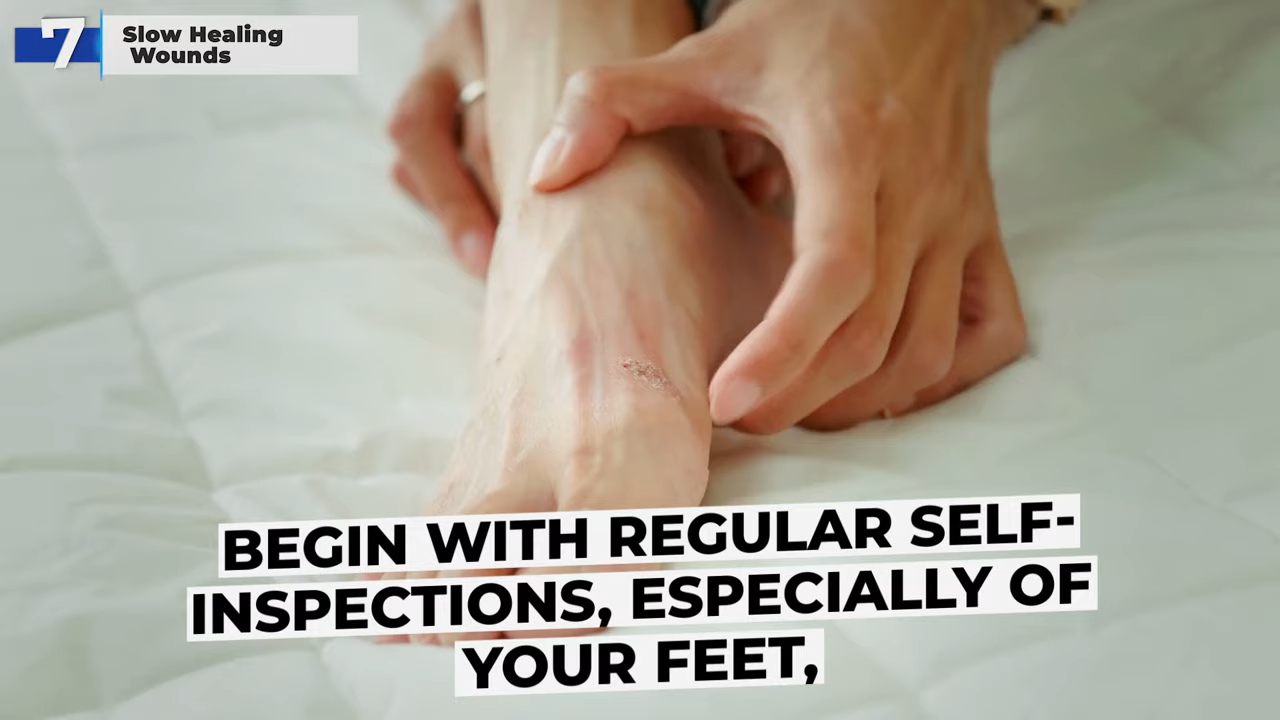 7
Slow Healing
Wounds
BEGIN WITH REGULAR SELF-
INSPECTIONS, ESPECIALLY OF
YOUR FEET,